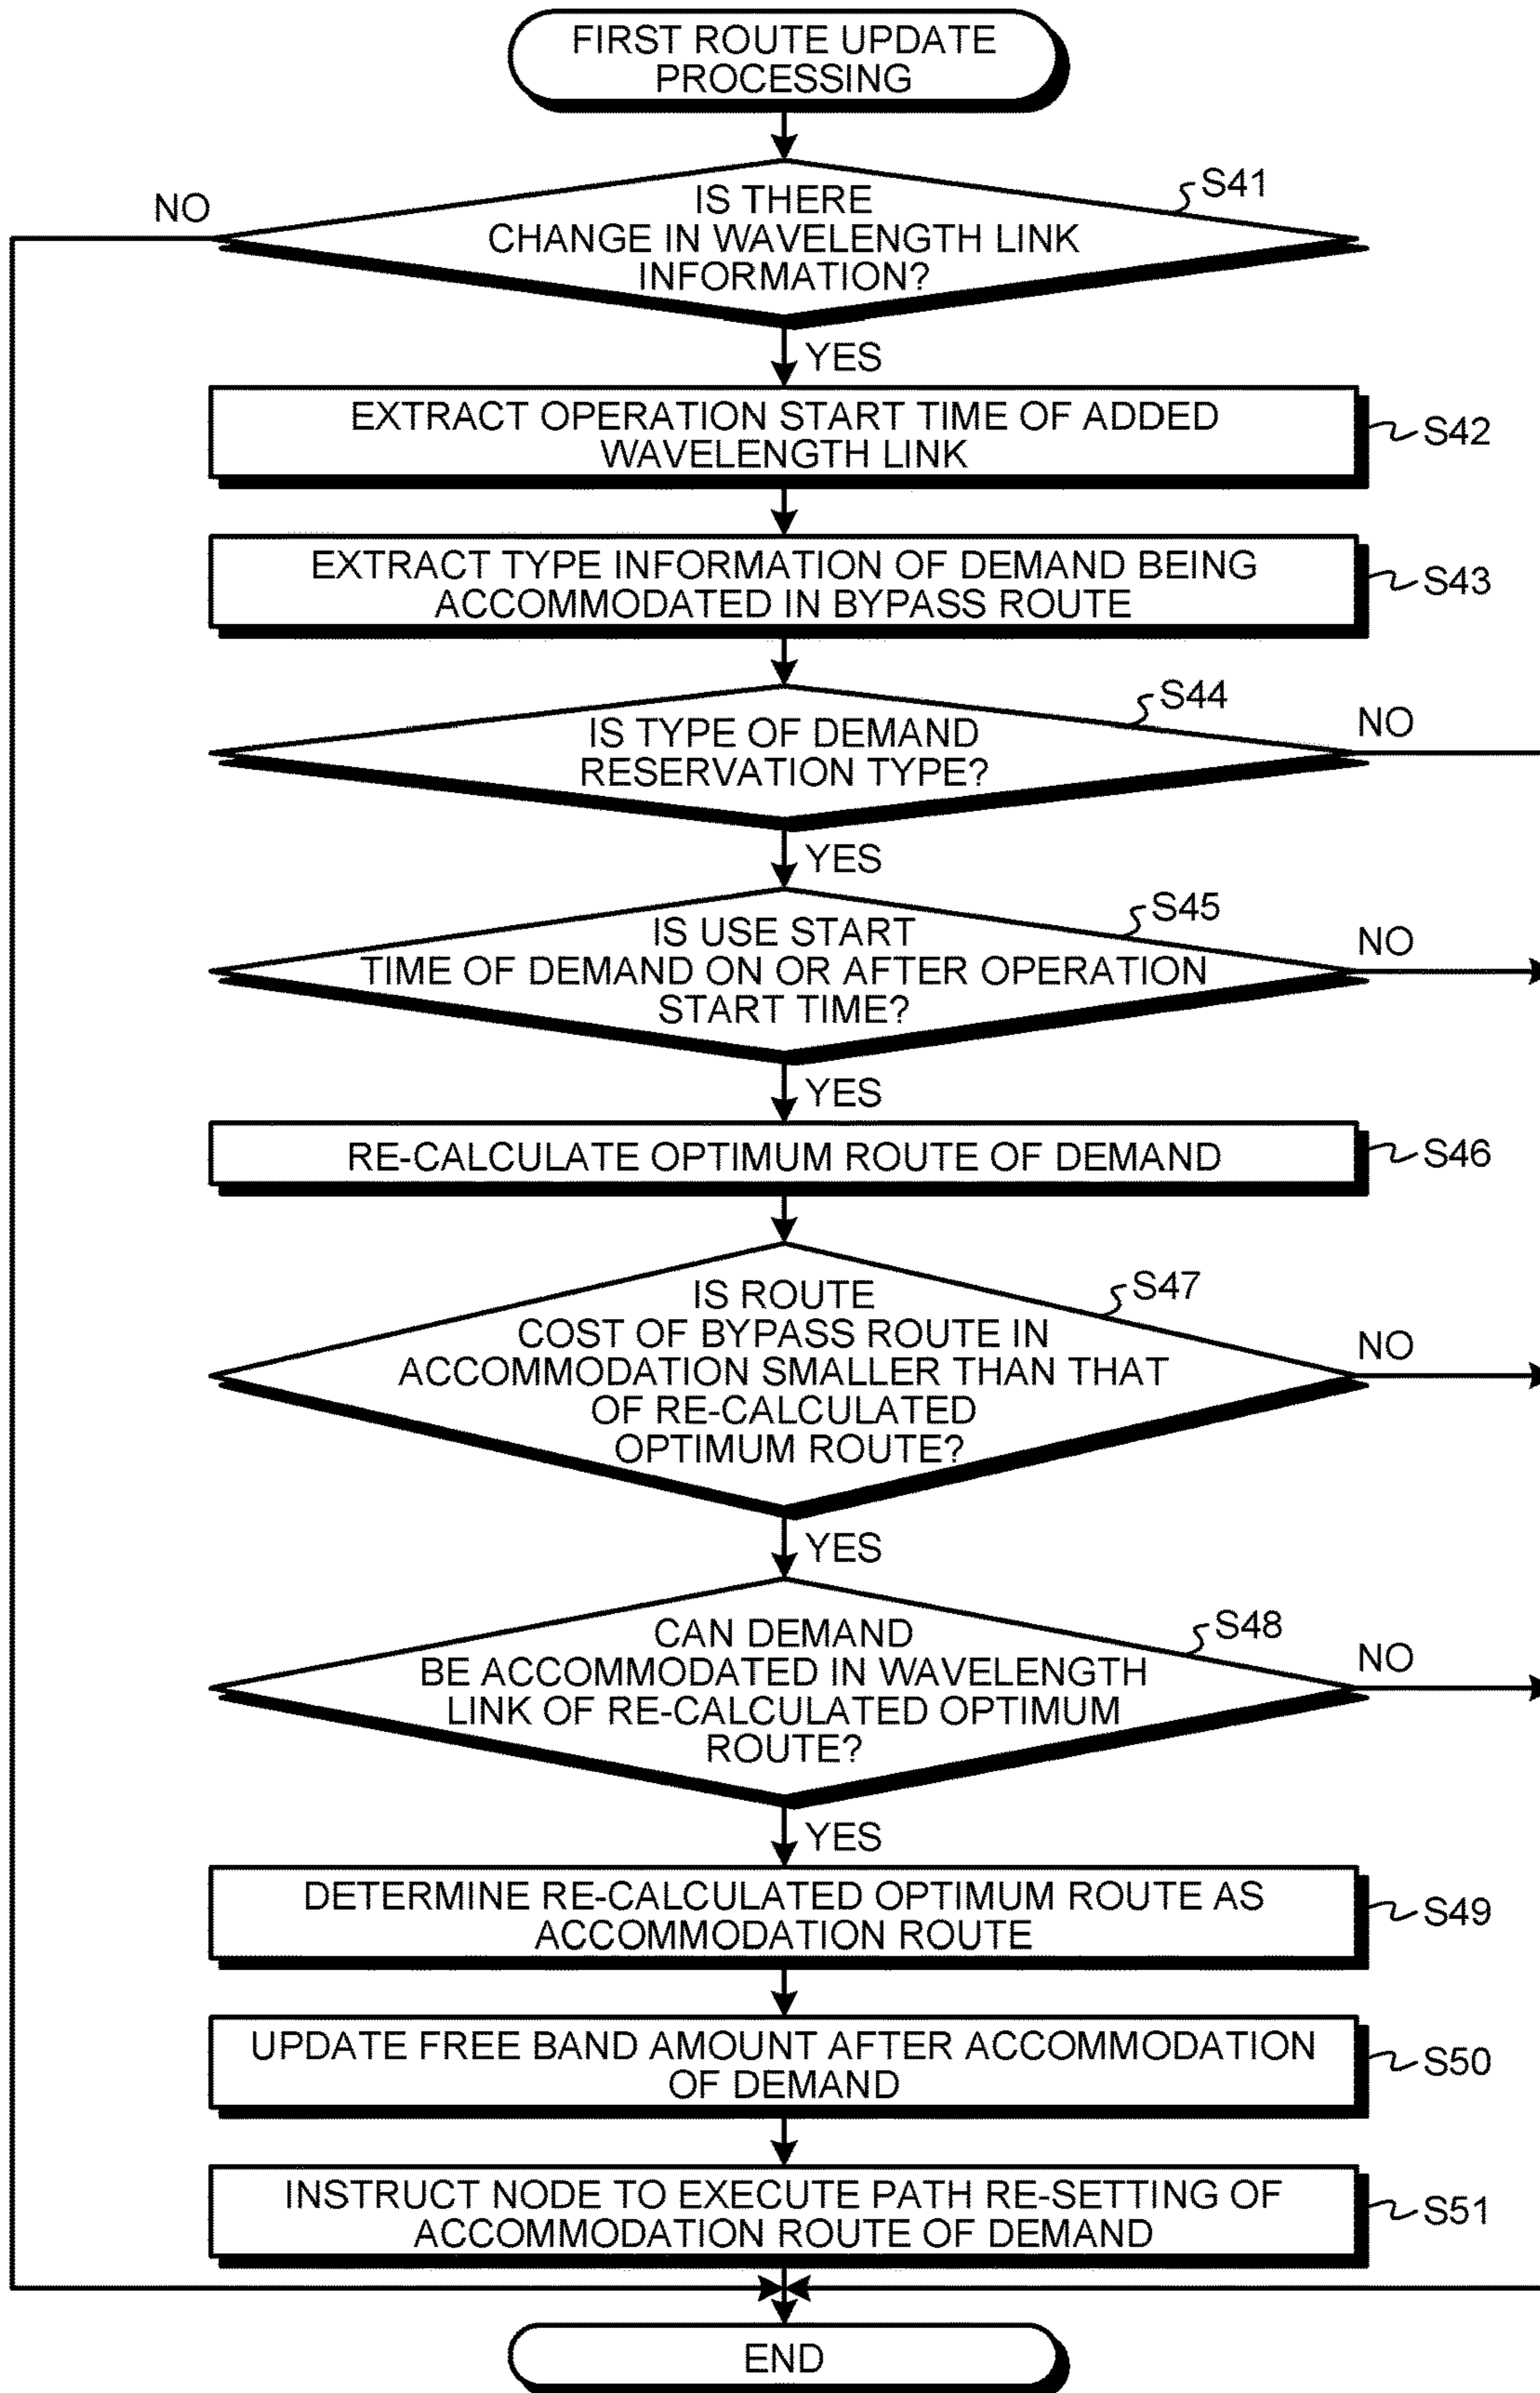 FIRST ROUTE UPDATE
PROCESSING
S41
NO
IS THERE
CHANGE IN WAVELENGTH LINK
INFORMATION?
YES
EXTRACT OPERATION START TIME OF ADDED
WAVELENGTH LINK
S42
EXTRACT TYPE INFORMATION OF DEMAND BEING
ACCOMMODATED IN BYPASS ROUTE
S43
S44
NO
IS TYPE OF DEMAND
RESERVATION TYPE?
YES
S45
NO
IS USE START
TIME OF DEMAND ON OR AFTER OPERATION
START TIME?
YES
RE-CALCULATE OPTIMUM ROUTE OF DEMAND
S46
S47
NO
IS ROUTE
COST OF BYPASS ROUTE IN
ACCOMMODATION SMALLER THAN THAT
OF RE-CALCULATED
OPTIMUM ROUTE?
YES
S48
NO
CAN DEMAND
BE ACCOMMODATED IN WAVELENGTH
LINK OF RE-CALCULATED OPTIMUM
ROUTE?
YES
DETERMINE RE-CALCULATED OPTIMUM ROUTE AS
ACCOMMODATION ROUTE
S49
UPDATE FREE BAND AMOUNT AFTER ACCOMMODATION
OF DEMAND
S50
INSTRUCT NODE TO EXECUTE PATH RE-SETTING OF
ACCOMMODATION ROUTE OF DEMAND
S51
END